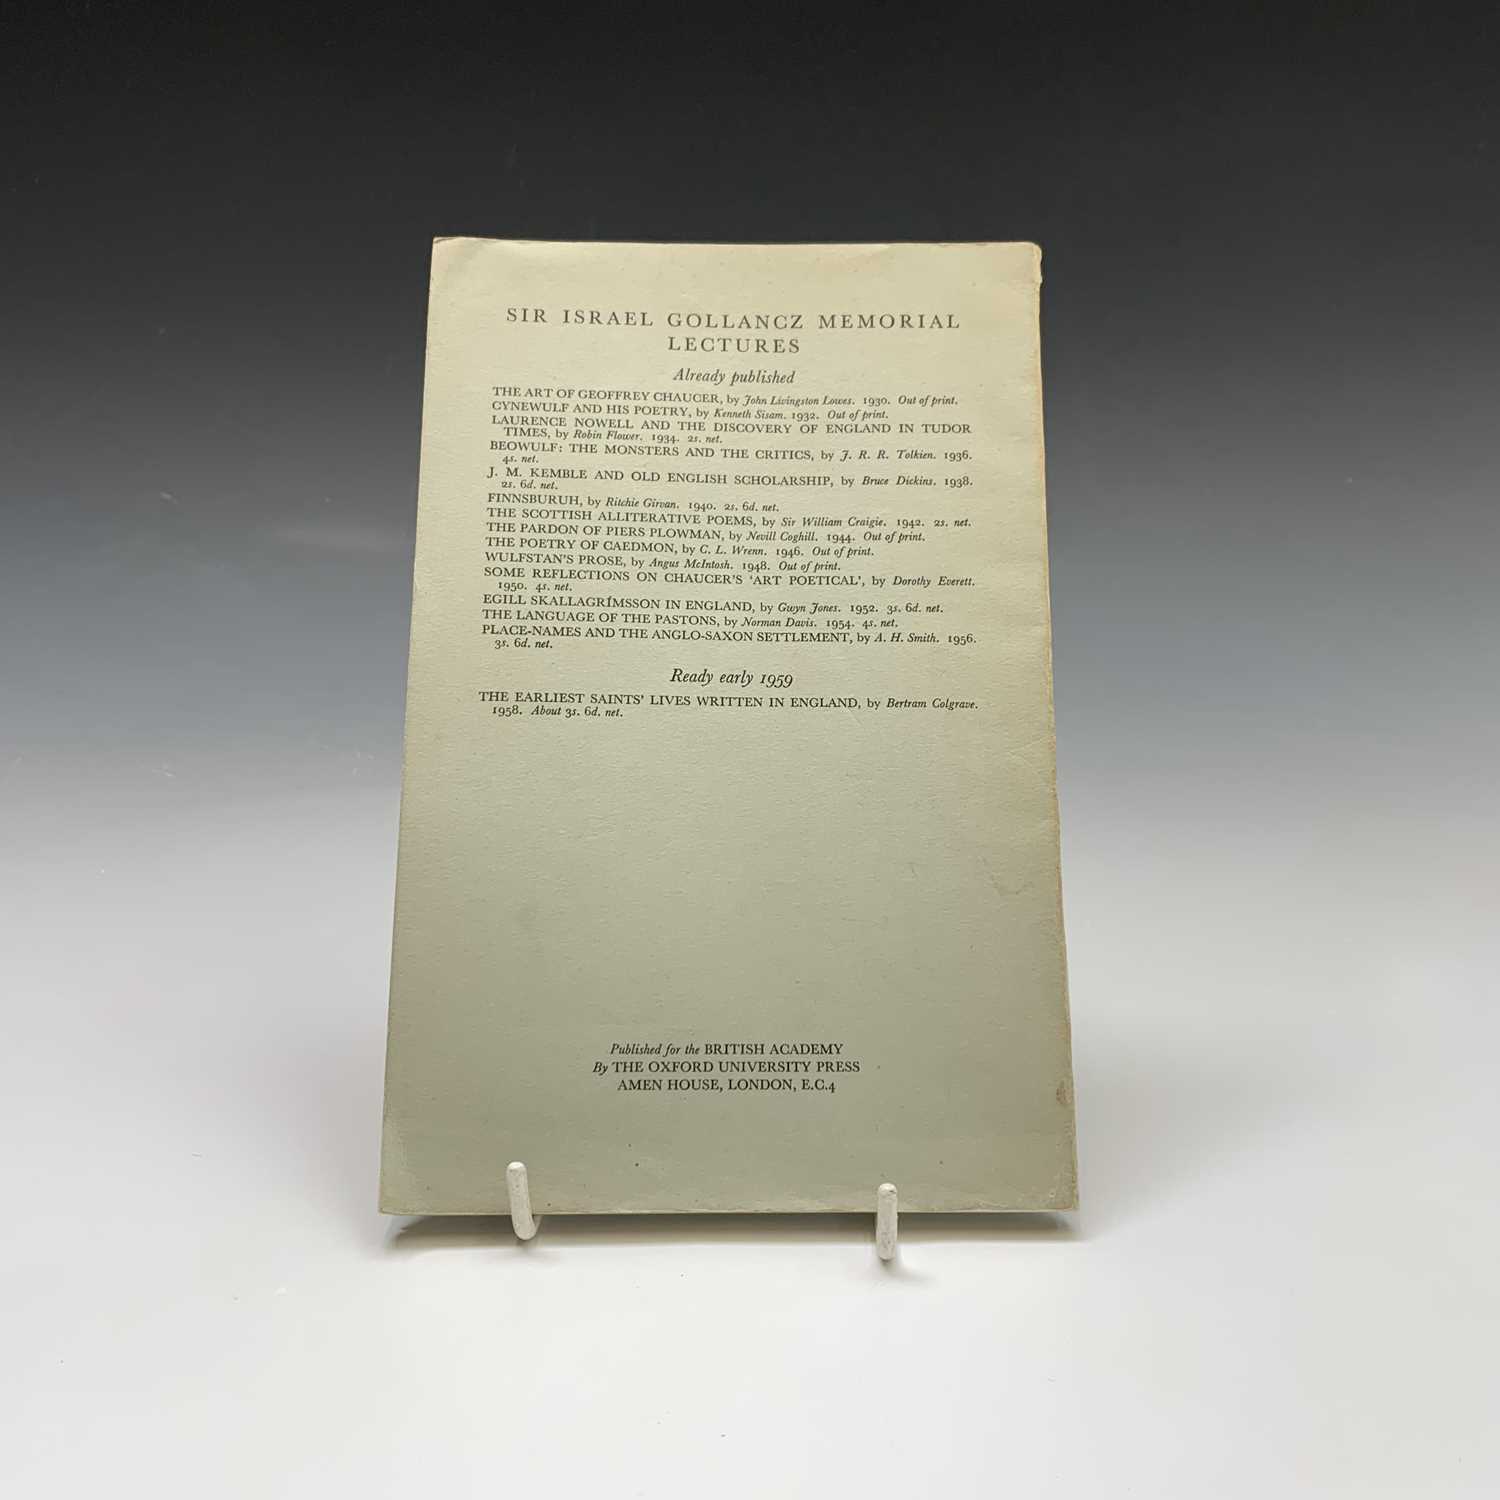 SIR ISRAEL GOLLANCZ MEMORIAL
LECTURES
Already published
THE ART OF GEOFFREY CHAUCER, by John Livingston Lowes. 1930. Out of print.
CYNEWULF AND HIS POETRY, by Kenneth Sisam. 1932. Out of print.
LAURENCE NOWELL AND THE DISCOVERY OF ENGLAND IN TUDOR
TIMES, by Robin Flower. 1934. 2s. net.
BEOWULF: THE MONSTERS AND THE CRITICS, by J. R. R. Tolkien. 1936.
4s. net.
J. M. KEMBLE AND OLD ENGLISH SCHOLARSHIP, by Bruce Dickins. 1938.
2s. 6d. net.
FINNSBURUH, by Ritchie Girvan. 1940. 2s. 6d. net.
THE SCOTTISH ALLITERATIVE POEMS, by Sir William Craigie. 1942. 2s. net.
THE PARDON OF PIERS PLOWMAN, by Nevill Coghill. 1944. Out of print.
THE POETRY OF CAEDMON, by C. L. Wrenn. 1946. Out of print.
WULFSTAN'S PROSE, by Angus McIntosh. 1948. Out of print.
SOME REFLECTIONS ON CHAUCER'S 'ART POETICAL', by Dorothy Everett.
1950. 4s. net.
EGILL SKALLAGRÍMSSON IN ENGLAND, by Gwyn Jones. 1952. 3s. 6d. net.
THE LANGUAGE OF THE PASTONS, by Norman Davis. 1954. 4s. net.
PLACE-NAMES AND THE ANGLO-SAXON SETTLEMENT, by A. H. Smith. 1956.
3s. 6d. net.
Ready early 1959
THE EARLIEST SAINTS' LIVES WRITTEN IN ENGLAND, by Bertram Colgrave.
1958. About 3s. 6d. net.
Published for the BRITISH ACADEMY
By THE OXFORD UNIVERSITY PRESS
AMEN HOUSE, LONDON, E.C.4